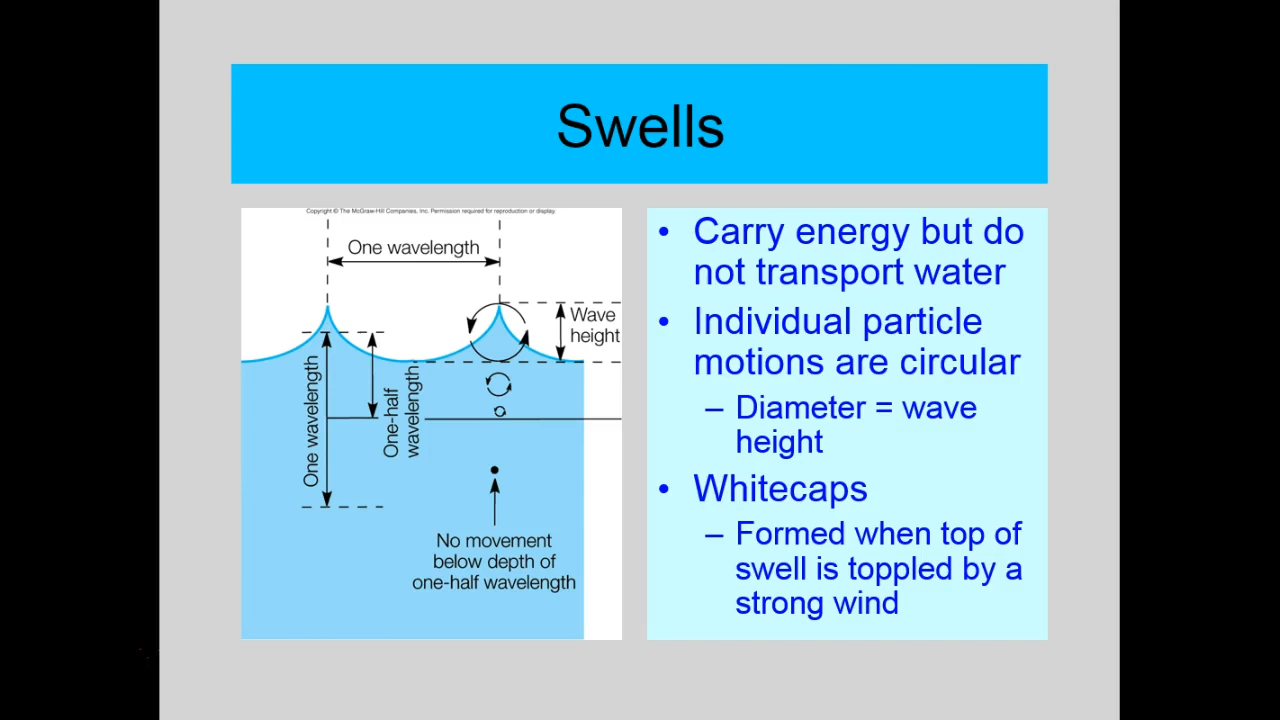 Swells
Copyright © The McGraw-Hill Companies, Inc. Permission required for reproduction or display.
One wavelength
Wave
height
One wavelength
One-half
wavelength
No movement
below depth of
one-half wavelength
• Carry energy but do
not transport water
• Individual particle
motions are circular
– Diameter = wave
height
• Whitecaps
– Formed when top of
swell is toppled by a
strong wind